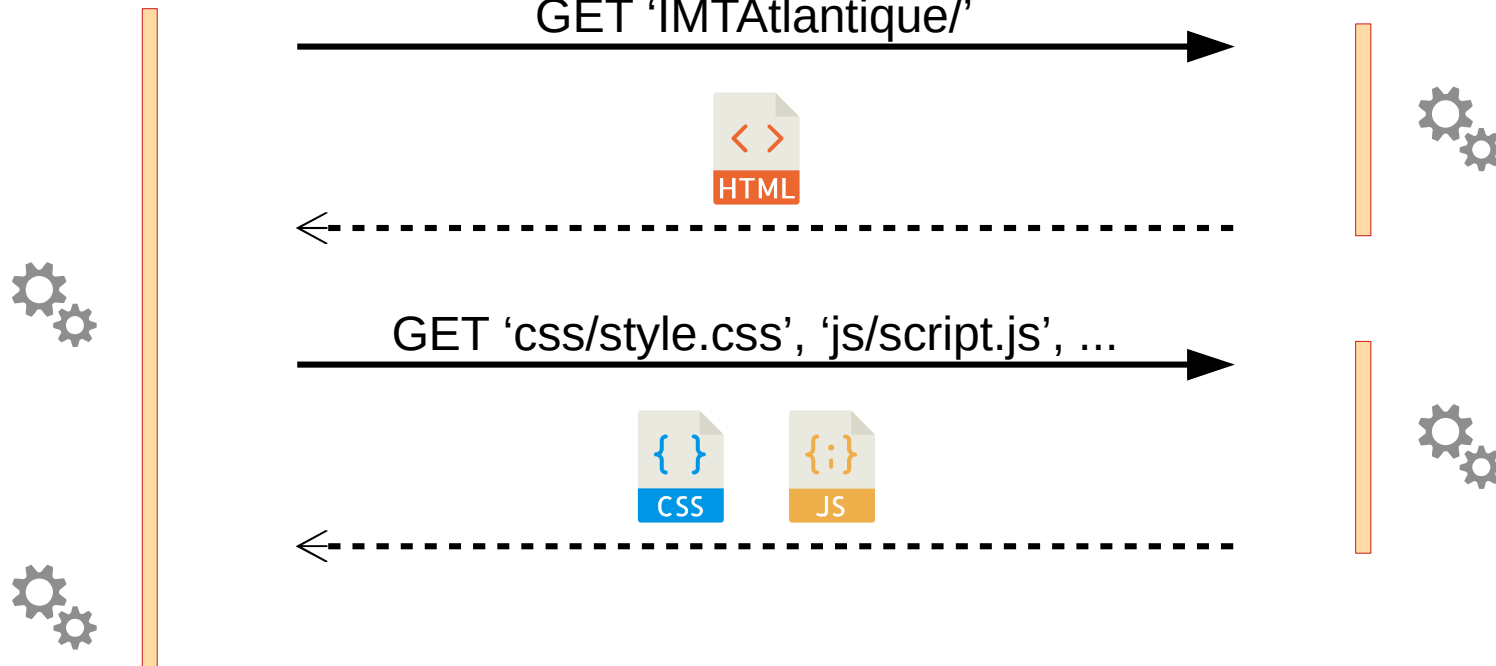 GET ‘IMTAtlantique/’
HTML
GET ‘css/style.css’, ‘js/script.js’, ...
{ } {;}
CSS JS